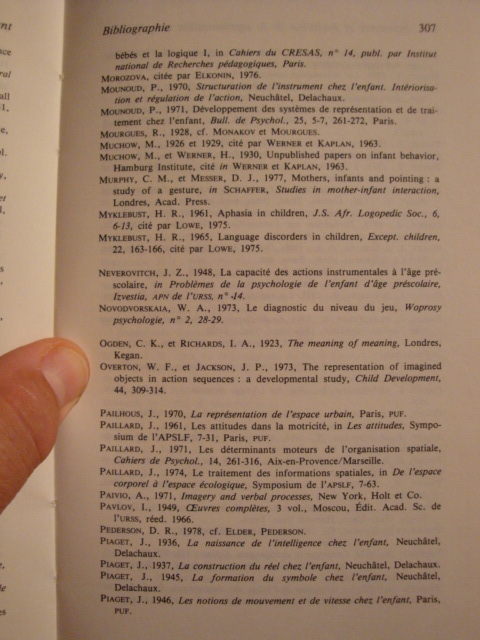 Bibliographie 307
bébés et la logique I, in Cahiers du CRESAS, n° 14, publ. par Institut
national de Recherches pédagogiques, Paris.
MOROZOVA, citée par ELKONIN, 1976.
MOUNOUD, P., 1970, Structuration de l'instrument chez l'enfant. Intériorisa-
tion et régulation de l'action, Neuchâtel, Delachaux.
MOUNOUD, P., 1971, Développement des systèmes de représentation et de trai-
tement chez l'enfant, Bull. de Psychol., 25, 5-7, 261-272, Paris.
MOURGUES, R., 1928, cf. MONAKOV et MOURGUES.
MUCHOW, M., 1926 et 1929, cité par WERNER et KAPLAN, 1963.
MUCHOW, M., et WERNER, H., 1930, Unpublished papers on infant behavior,
Hamburg Institute, cité in WERNER et KAPLAN, 1963.
MURPHY, C. M., et MESSER, D. J., 1977, Mothers, infants and pointing : a
study of a gesture, in SCHAFFER, Studies in mother-infant interaction,
Londres, Acad. Press.
MYKLEBUST, H. R., 1961, Aphasia in children, J.S. Afr. Logopedic Soc., 6,
6-13, cité par LOWE, 1975.
MYKLEBUST, H. R., 1965, Language discorders in children, Except. children,
22, 163-166, cité par LOWE, 1975.
NEVEROVITCH, J. Z., 1948, La capacité des actions instrumentales à l'âge pré-
scolaire, in Problèmes de la psychologie de l'enfant d'âge préscolaire,
Izvestia, APN de l'URSS, n° 14.
NOVODVORSKAIA, W. A., 1973, Le diagnostic du niveau du jeu, Woprosy
psychologie, n° 2, 28-29.
OGDEN, C. K., et RICHARDS, I. A., 1923, The meaning of meaning, Londres,
Kegan.
OVERTON, W. F., et JACKSON, J. P., 1973, The representation of imagined
objects in action sequences : a developmental study, Child Development,
44, 309-314.
PAILHOUS, J., 1970, La représentation de l'espace urbain, Paris, PUF.
PAILLARD, J., 1961, Les attitudes dans la motricité, in Les attitudes, Sympo-
sium de l'APSLF, 7-31, Paris, PUF.
PAILLARD, J., 1971, Les déterminants moteurs de l'organisation spatiale,
Cahiers de Psychol., 14, 261-316, Aix-en-Provence/Marseille.
PAILLARD, J., 1974, Le traitement des informations spatiales, in De l'espace
corporel à l'espace écologique, Symposium de l'APSLF, 7-63.
PAIVIO, A., 1971, Imagery and verbal processes, New York, Holt et Co.
PAVLOV, I., 1949, Œuvres complètes, 3 vol., Moscou, Édit. Acad. Sc. de
l'URSS, rééd. 1966.
PEDERSON, D. R., 1978, cf. ELDER, PEDERSON.
PIAGET, J., 1936, La naissance de l'intelligence chez l'enfant, Neuchâtel,
Delachaux.
PIAGET, J., 1937, La construction du réel chez l'enfant, Neuchâtel, Delachaux.
PIAGET, J., 1945, La formation du symbole chez l'enfant, Neuchâtel,
Delachaux.
PIAGET, J., 1946, Les notions de mouvement et de vitesse chez l'enfant, Paris,
PUF.